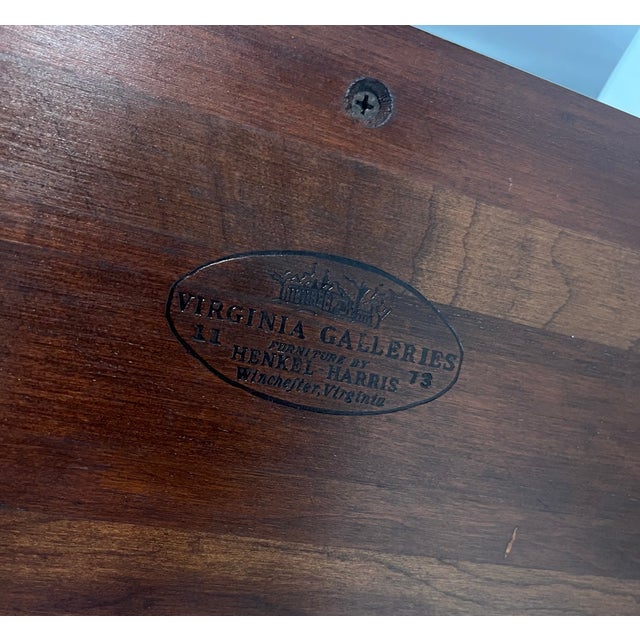 VIRGINIA GALLERIES
11 FURNITURE BY 73
HENKEL HARRIS
Winchester, Virginia